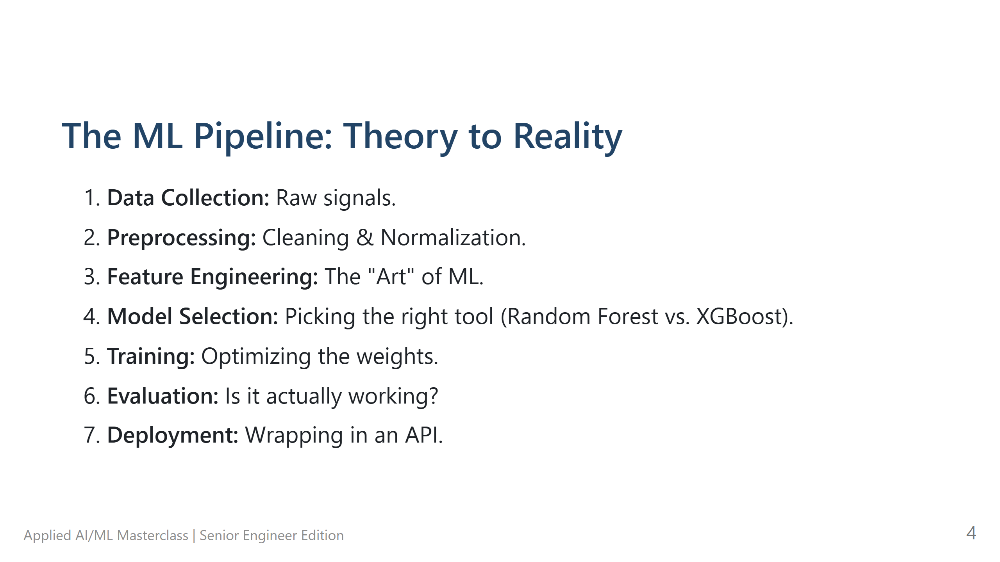 The ML Pipeline: Theory to Reality
1. Data Collection: Raw signals.
2. Preprocessing: Cleaning & Normalization.
3. Feature Engineering: The "Art" of ML.
4. Model Selection: Picking the right tool (Random Forest vs. XGBoost).
5. Training: Optimizing the weights.
6. Evaluation: Is it actually working?
7. Deployment: Wrapping in an API.
Applied AI/ML Masterclass | Senior Engineer Edition
4